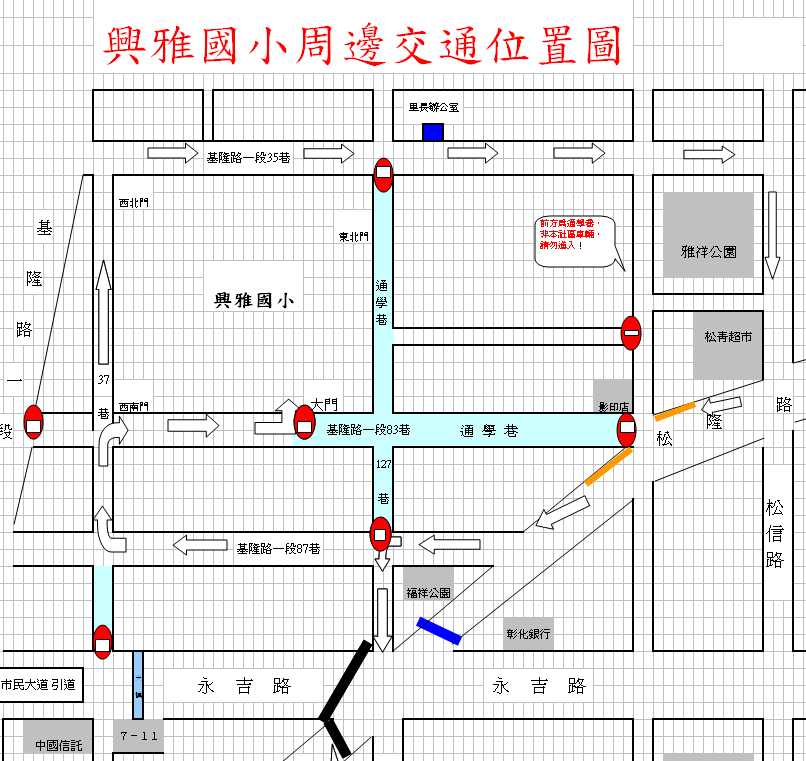 興雅國小周邊交通位置圖
里長辦公室
基隆路一段35巷
西北門
東北門
前方為通學巷，
非本社區車輛，
請勿進入！
雅祥公園
基隆路一段
興雅國小
通學巷
松青超市
37巷
西南門
大門
影印店
基隆路一段83巷
通學巷
松隆路
127巷
松信路
基隆路一段87巷
福祥公園
彰化銀行
市民大道引道
永吉路
永吉路
7－11
中國信託